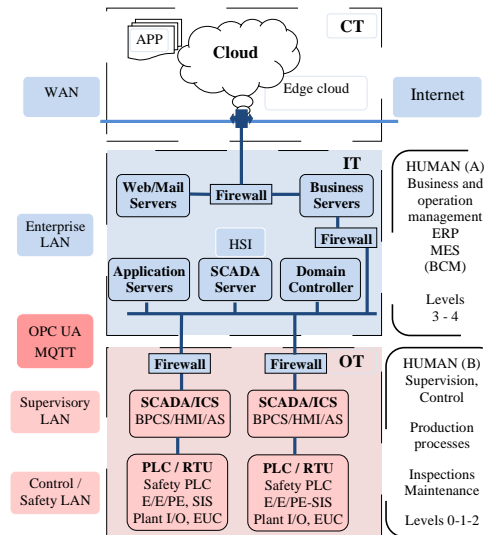 CT
APP
Cloud
WAN
Edge cloud
Internet
IT
Web/Mail
Servers
Firewall
Business
Servers
Firewall
Enterprise
LAN
HSI
Application
Servers
SCADA
Server
Domain
Controller
HUMAN (A)
Business and
operation
management
ERP
MES
(BCM)
Levels
3 - 4
OPC UA
MQTT
OT
Firewall
Firewall
Supervisory
LAN
SCADA/ICS
BPCS/HMI/AS
SCADA/ICS
BPCS/HMI/AS
Control /
Safety LAN
PLC / RTU
Safety PLC
E/E/PE, SIS
Plant I/O, EUC
PLC / RTU
Safety PLC
E/E/PE-SIS
Plant I/O, EUC
HUMAN (B)
Supervision,
Control
Production
processes
Inspections
Maintenance
Levels 0-1-2